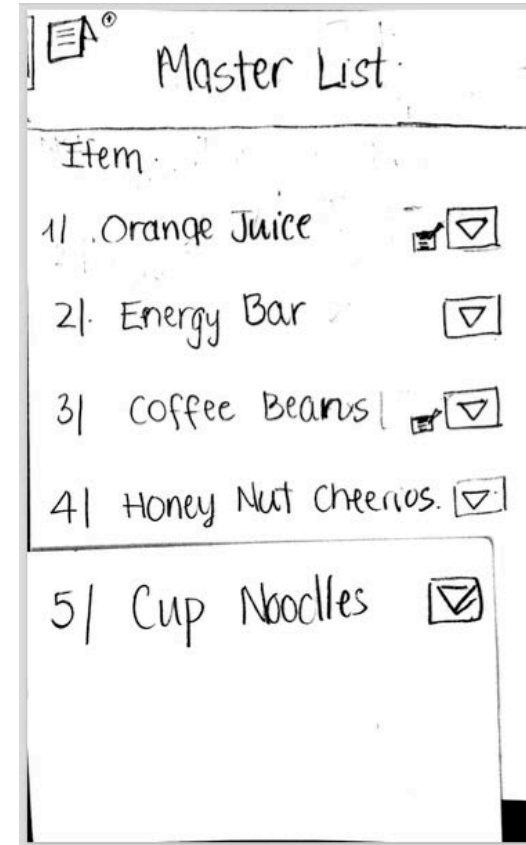 Master List
Item
1| Orange Juice
2| Energy Bar
3| Coffee Beans
4| Honey Nut Cheerios.
5| Cup Noodles